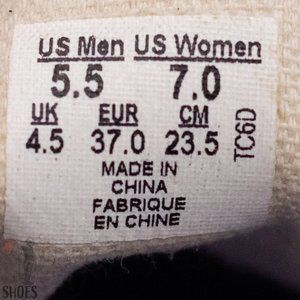 US Men US Women
5.5 7.0
UK EUR CM
4.5 37.0 23.5
TC6D
MADE IN
CHINA
FABRIQUE
EN CHINE
SHOES